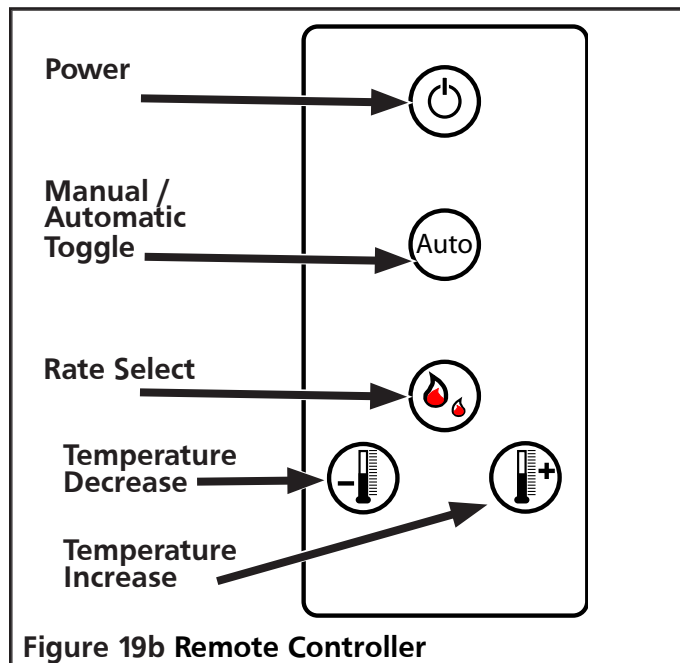 Power
Manual /
Automatic
Toggle
Auto
Rate Select
Temperature
Decrease
–
+
Temperature
Increase
Figure 19b Remote Controller